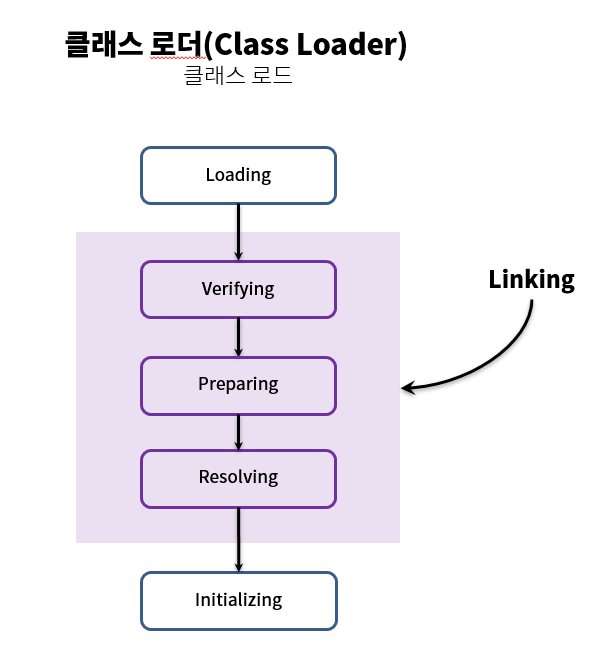 클래스 로더(Class Loader)
클래스 로드
Loading
Verifying
Linking
Preparing
Resolving
Initializing